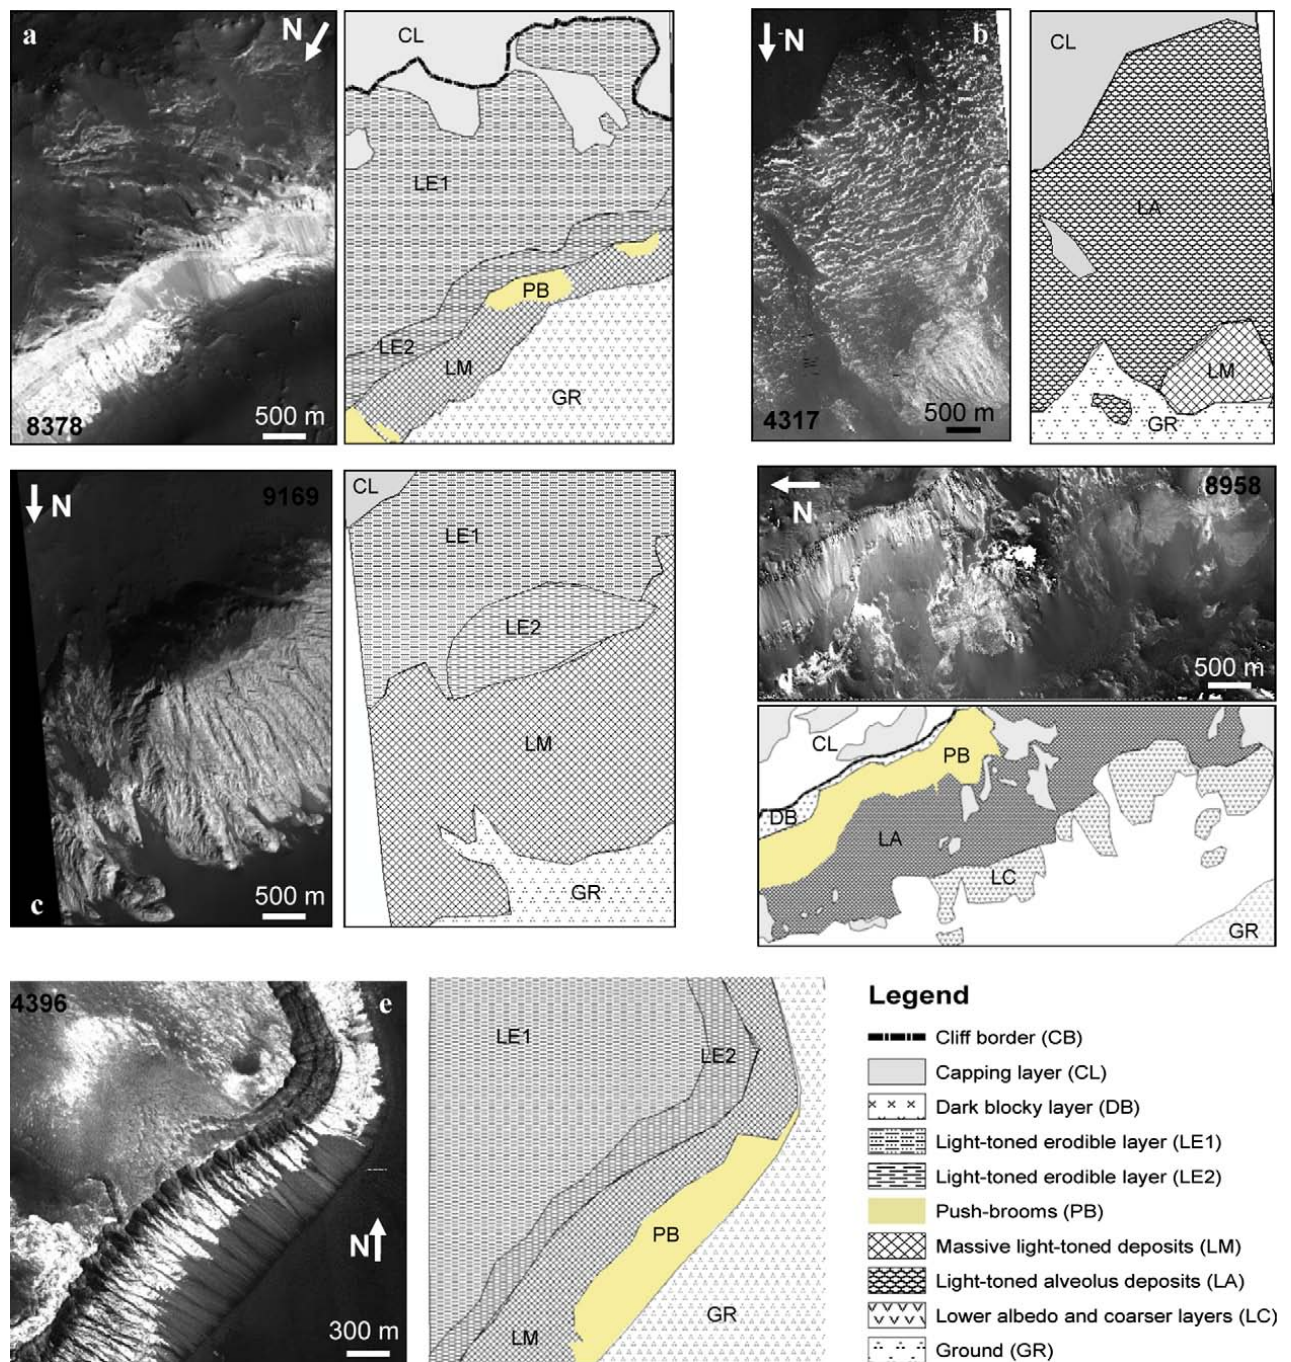 a
N
8378
500 m
CL
LE1
PB
LE2
LM
GR
b
N
4317
500 m
CL
LA
LM
GR
N
9169
c
500 m
CL
LE1
LE2
LM
GR
8958
N
d
500 m
CL
PB
DB
LA
LC
GR
4396
e
N
300 m
LE1
LE2
PB
GR
LM
Legend
Cliff border (CB)
Capping layer (CL)
Dark blocky layer (DB)
Light-toned erodible layer (LE1)
Light-toned erodible layer (LE2)
Push-brooms (PB)
Massive light-toned deposits (LM)
Light-toned alveolus deposits (LA)
Lower albedo and coarser layers (LC)
Ground (GR)